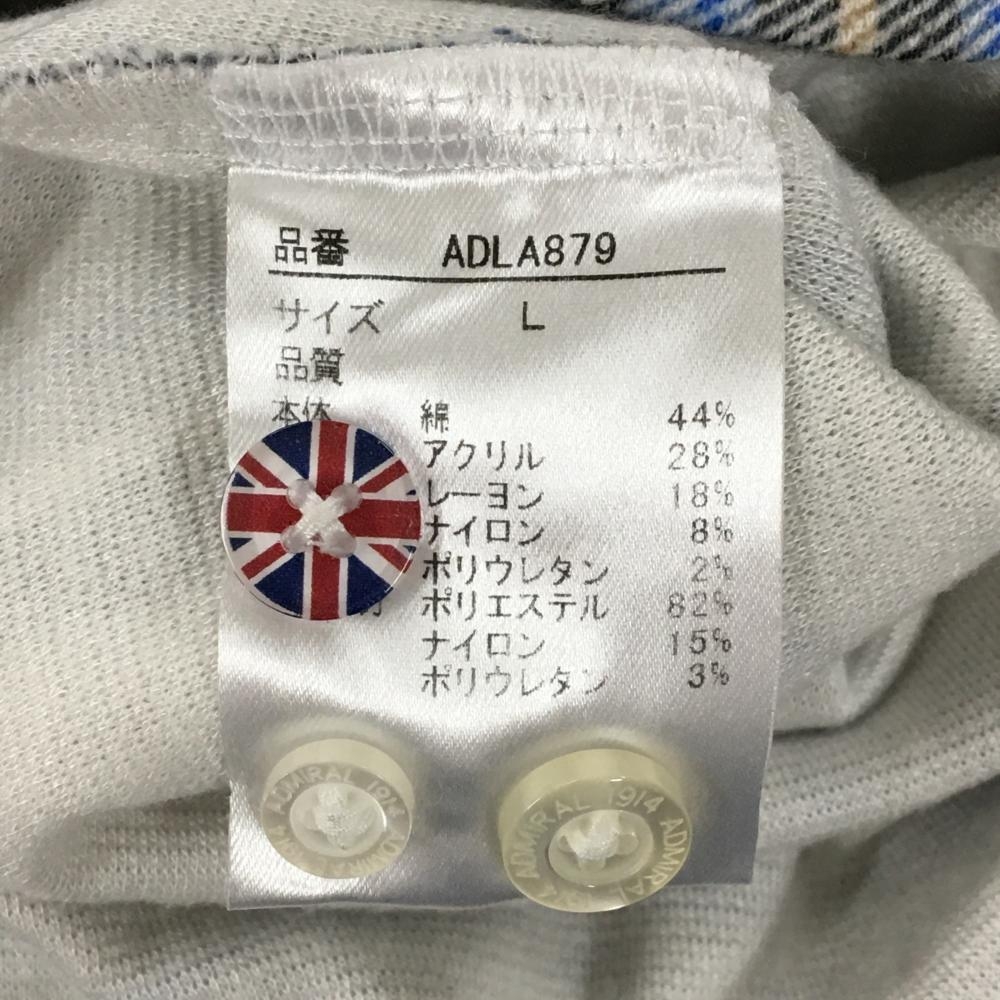 品番 ADLA879
サイズ L
品質
本体 綿 44%
アクリル 28%
レーヨン 18%
ナイロン 8%
ポリウレタン 2%
ポリエステル 82%
ナイロン 15%
ポリウレタン 3%
ADMIRAL 1914
ADMIRAL 1914 ADMIRAL